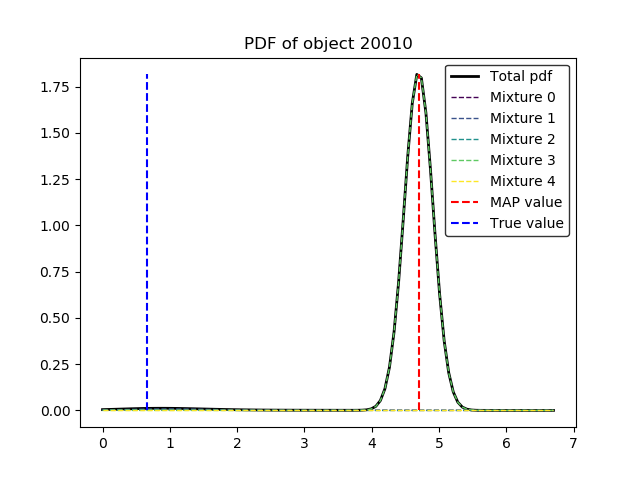 PDF of object 20010
Total pdf
Mixture 0
Mixture 1
Mixture 2
Mixture 3
Mixture 4
MAP value
True value
1.75
1.50
1.25
1.00
0.75
0.50
0.25
0.00
0 1 2 3 4 5 6 7